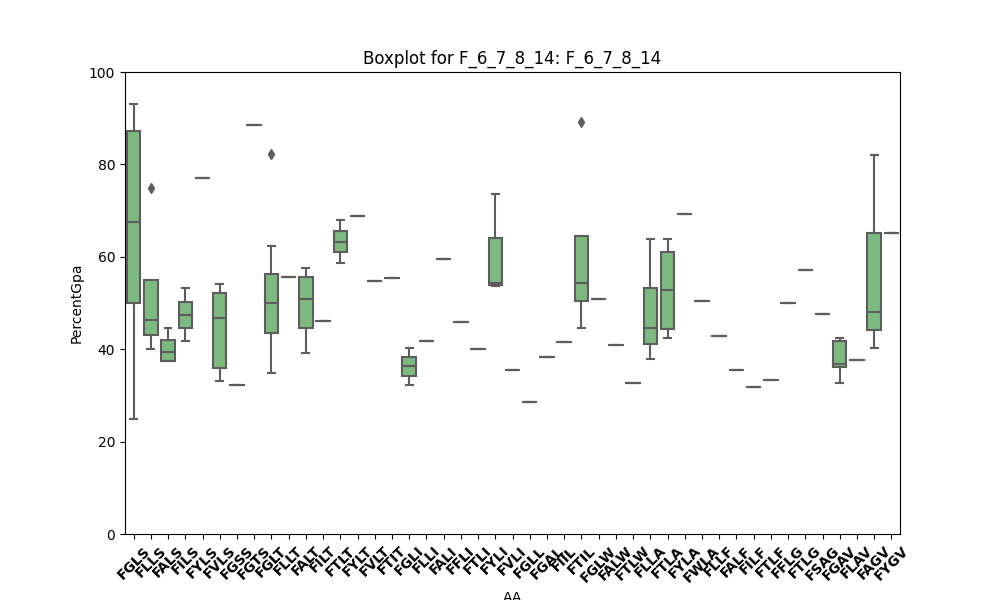 Boxplot for F_6_7_8_14: F_6_7_8_14
100
80
60
40
20
0
PercentGpa
FGLS FLLS FALS FILS FYLS FVLS FGSS FGTS FGLT FLLT FALT FILT FTLT FYLT FVLT FTIT FGLI FLLI FALI FFLI FTLI FYLI FVLI FGLL FGAL FIIL FTIL FGLW FALW FTLW FLLA FTLA FYLA FWLA FLLF FALF FILF FTLF FFLG FTLG FSAG FGAV FLAV FAGV FYGV
AA